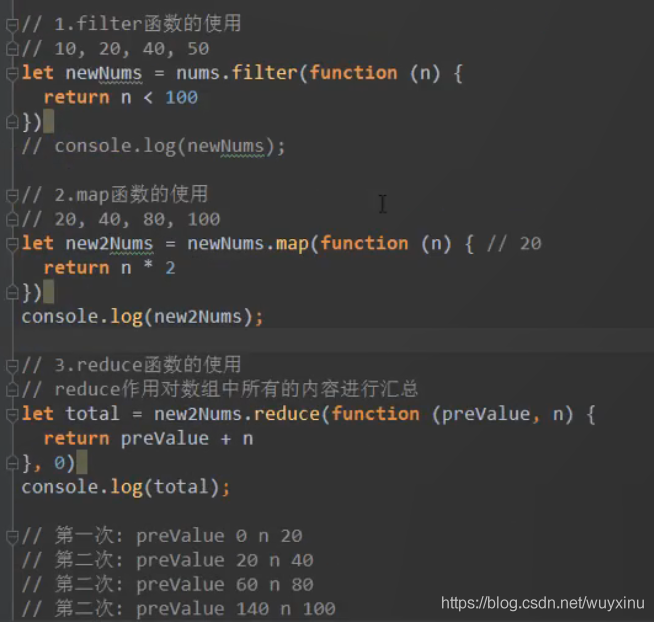 // 1.filter函数的使用
// 10, 20, 40, 50
let newNums = nums.filter(function (n) {
  return n < 100
})
// console.log(newNums);
// 2.map函数的使用
// 20, 40, 80, 100
let new2Nums = newNums.map(function (n) { // 20
  return n * 2
})
console.log(new2Nums);
// 3.reduce函数的使用
// reduce作用对数组中所有的内容进行汇总
let total = new2Nums.reduce(function (preValue, n) {
  return preValue + n
}, 0)
console.log(total);
// 第一次: preValue 0 n 20
// 第二次: preValue 20 n 40
// 第二次: preValue 60 n 80
// 第二次: preValue 140 n 100
https://blog.csdn.net/wuyxinu